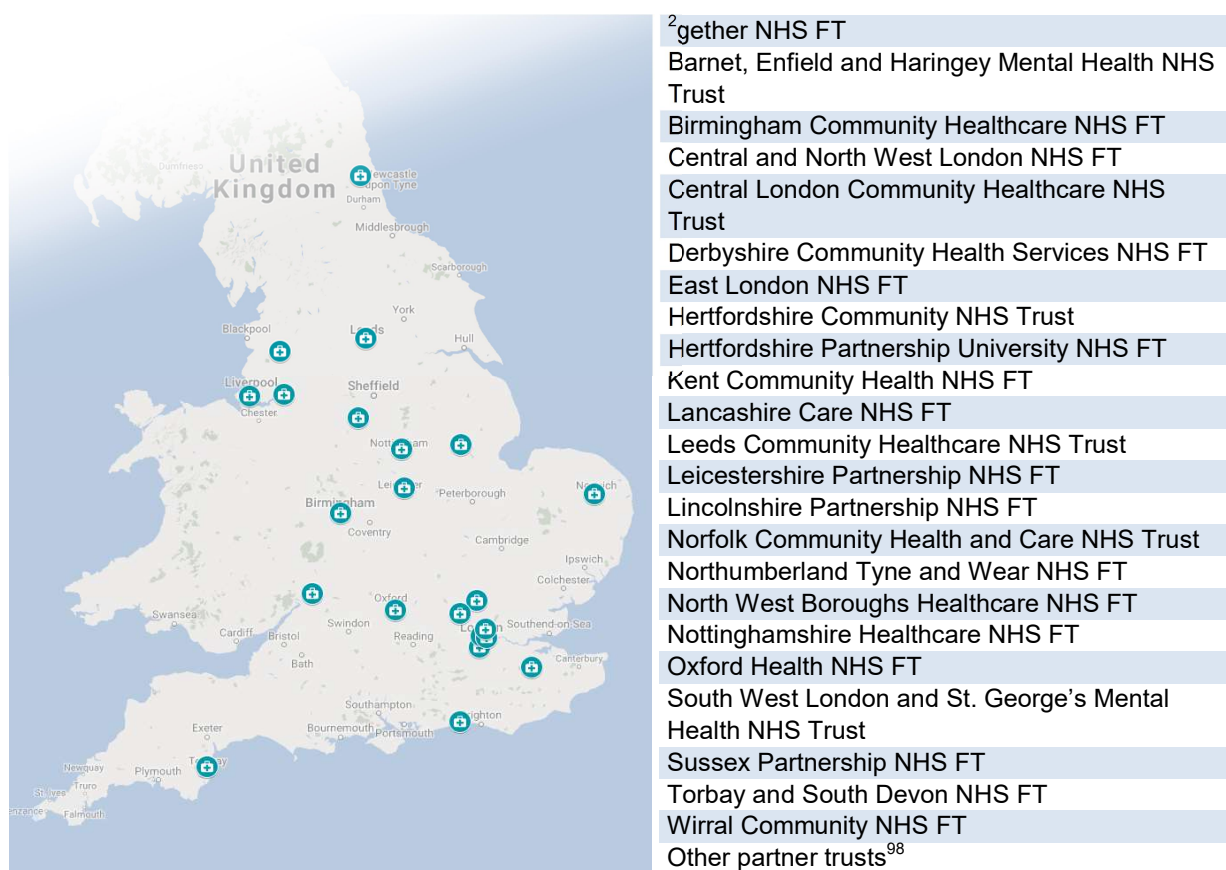 United
Kingdom
Dumfries
ewcastle
upon Tyne
Durham
Middlesbrough
Scarborough
York
Blackpool
Leeds
Hull
Liverpool
Sheffield
Chester
Nottingham
Leicester
Peterborough
Norwich
Birmingham
Coventry
Cambridge
Ipswich
Colchester
Oxford
Swansea
Cardiff
Swindon
Bristol
Reading
London
Southend-on-Sea
Bath
Canterbury
Southampton
Bournemouth
Portsmouth
ighton
Exeter
Newquay
Plymouth
St. Ives
Truro
enzance
Falmouth
²gether NHS FT
Barnet, Enfield and Haringey Mental Health NHS
Trust
Birmingham Community Healthcare NHS FT
Central and North West London NHS FT
Central London Community Healthcare NHS
Trust
Derbyshire Community Health Services NHS FT
East London NHS FT
Hertfordshire Community NHS Trust
Hertfordshire Partnership University NHS FT
Kent Community Health NHS FT
Lancashire Care NHS FT
Leeds Community Healthcare NHS Trust
Leicestershire Partnership NHS FT
Lincolnshire Partnership NHS FT
Norfolk Community Health and Care NHS Trust
Northumberland Tyne and Wear NHS FT
North West Boroughs Healthcare NHS FT
Nottinghamshire Healthcare NHS FT
Oxford Health NHS FT
South West London and St. George’s Mental
Health NHS Trust
Sussex Partnership NHS FT
Torbay and South Devon NHS FT
Wirral Community NHS FT
Other partner trusts⁹⁸